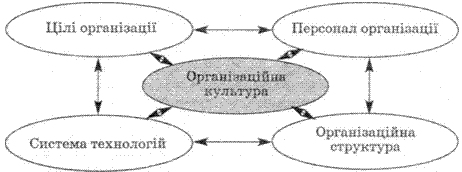 Цілі організації
Персонал організації
Організаційна
культура
Система технологій
Організаційна
структура